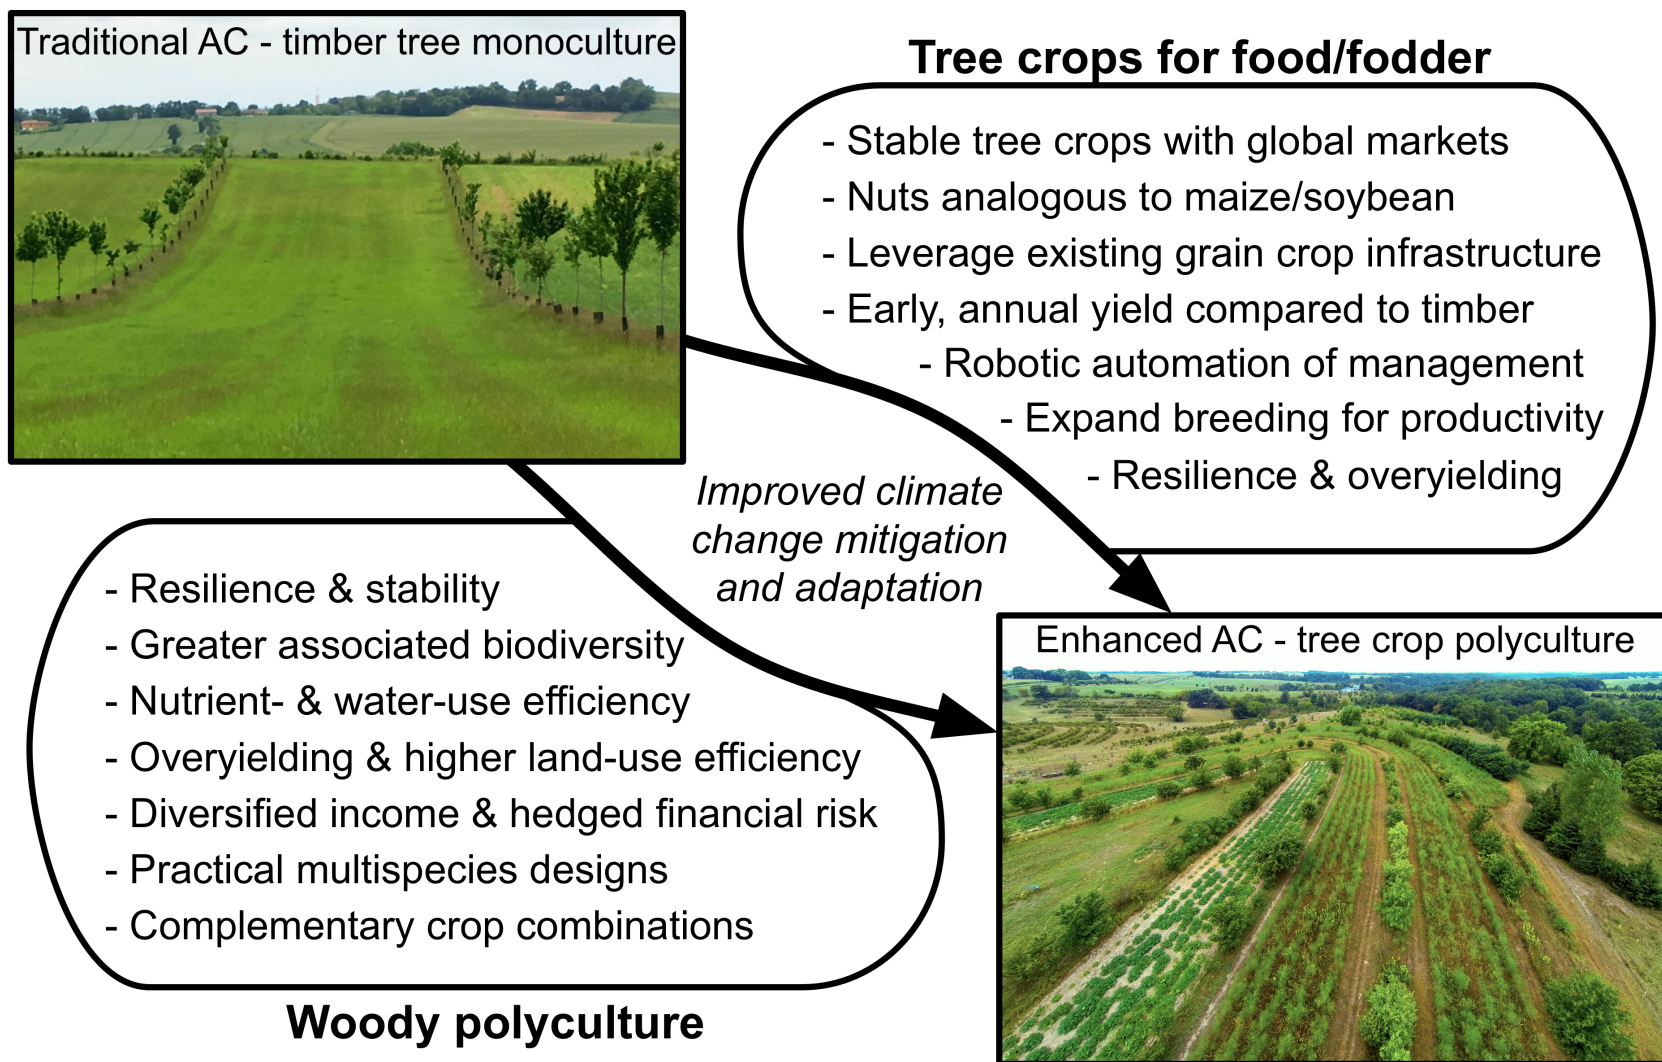 Traditional AC - timber tree monoculture
Tree crops for food/fodder
- Stable tree crops with global markets
- Nuts analogous to maize/soybean
- Leverage existing grain crop infrastructure
- Early, annual yield compared to timber
- Robotic automation of management
- Expand breeding for productivity
- Resilience & overyielding
Improved climate
change mitigation
and adaptation
- Resilience & stability
- Greater associated biodiversity
- Nutrient- & water-use efficiency
- Overyielding & higher land-use efficiency
- Diversified income & hedged financial risk
- Practical multispecies designs
- Complementary crop combinations
Woody polyculture
Enhanced AC - tree crop polyculture